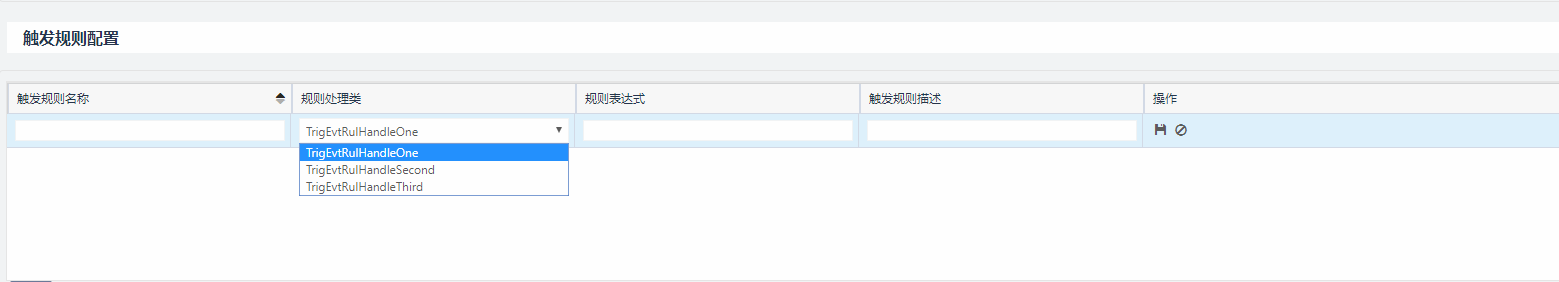 触发规则配置
触发规则名称 规则处理类 规则表达式 触发规则描述 操作
TrigEvtRulHandleOne
TrigEvtRulHandleOne
TrigEvtRulHandleSecond
TrigEvtRulHandleThird